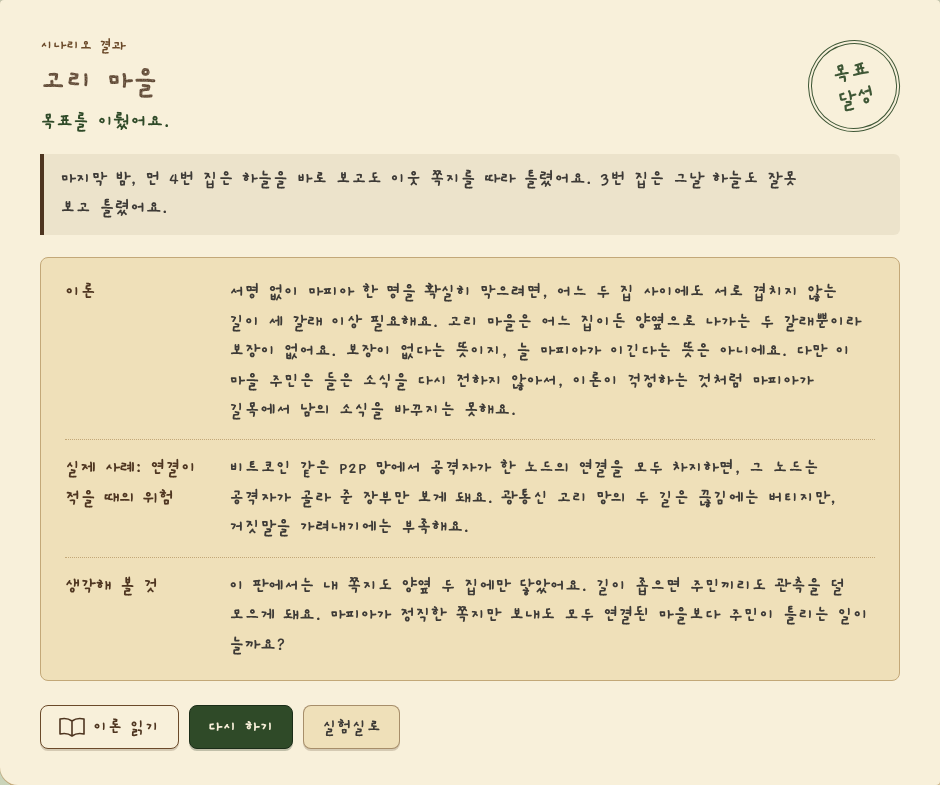 시나리오 결과
고리 마을
목표를 이뤘어요.
목표
달성
마지막 밤, 먼 4번 집은 하늘을 바로 보고도 이웃 쪽지를 따라 틀렸어요. 3번 집은 그날 하늘도 잘못
보고 틀렸어요.
이론
서명 없이 마피아 한 명을 확실히 막으려면, 어느 두 집 사이에도 서로 겹치지 않는
길이 세 갈래 이상 필요해요. 고리 마을은 어느 집이든 양옆으로 나가는 두 갈래뿐이라
보장이 없어요. 보장이 없다는 뜻이지, 늘 마피아가 이긴다는 뜻은 아니에요. 다만 이
마을 주민은 들은 소식을 다시 전하지 않아서, 이론이 걱정하는 것처럼 마피아가
길목에서 남의 소식을 바꾸지는 못해요.
실제 사례: 연결이
적을 때의 위험
비트코인 같은 P2P 망에서 공격자가 한 노드의 연결을 모두 차지하면, 그 노드는
공격자가 골라 준 장부만 보게 돼요. 광통신 고리 망의 두 길은 끊김에는 버티지만,
거짓말을 가려내기에는 부족해요.
생각해 볼 것
이 판에서는 내 쪽지도 양옆 두 집에만 닿았어요. 길이 좁으면 주민끼리도 관측을 덜
모으게 돼요. 마피아가 정직한 쪽지만 보내도 모두 연결된 마을보다 주민이 틀리는 일이
늘까요?
이론 읽기
다시 하기
실험실로